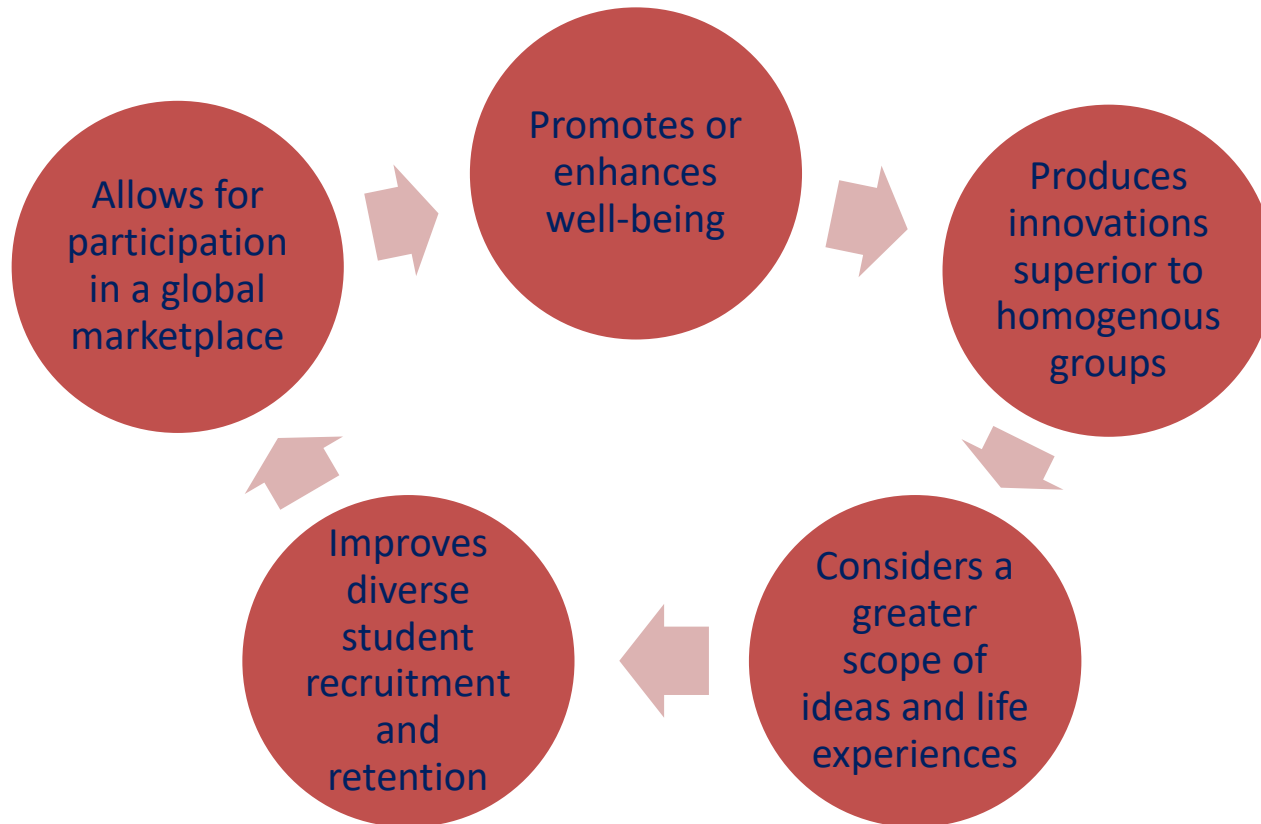 Promotes or
enhances
well-being
Produces
innovations
superior to
homogenous
groups
Considers a
greater
scope of
ideas and life
experiences
Improves
diverse
student
recruitment
and
retention
Allows for
participation
in a global
marketplace